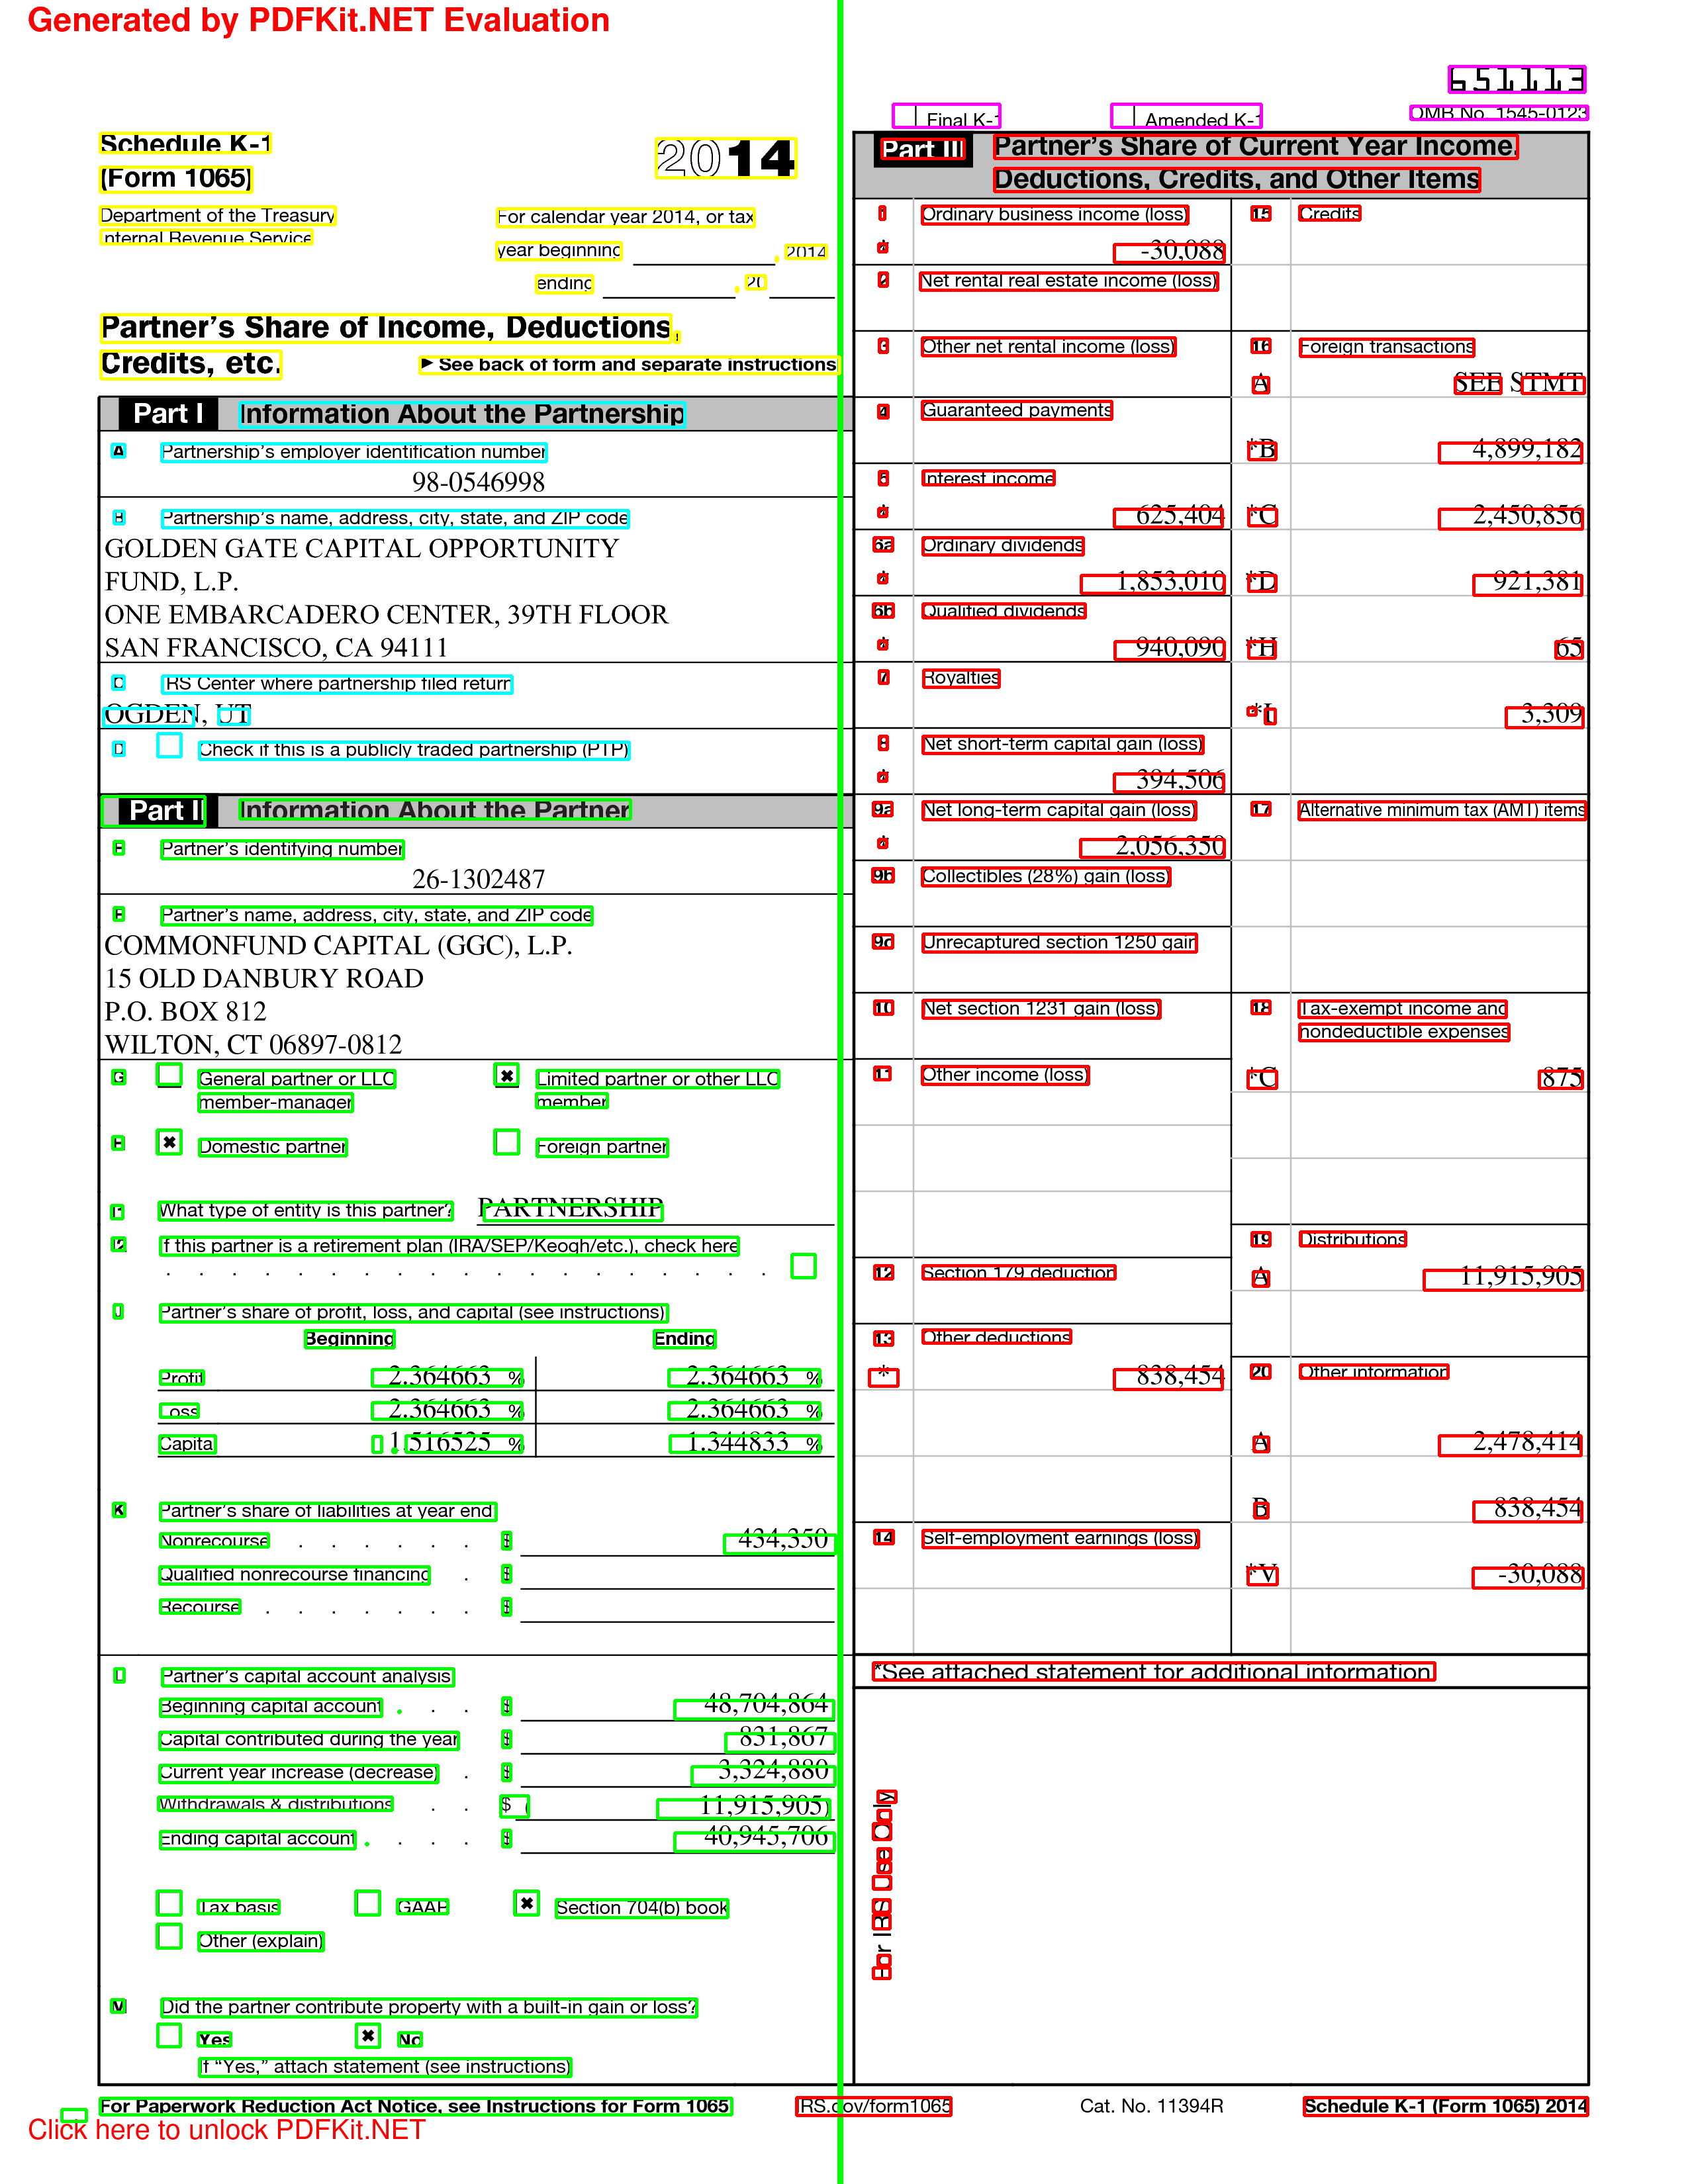 Generated by PDFKit.NET Evaluation
651113
Final K-1
Amended K-1
OMB No. 1545-0123
Schedule K-1
(Form 1065)
2014
Department of the Treasury
Internal Revenue Service
For calendar year 2014, or tax
year beginning , 2014
ending , 20
Partner's Share of Income, Deductions,
Credits, etc.
► See back of form and separate instructions.
Part I Information About the Partnership
A Partnership's employer identification number
98-0546998
B Partnership's name, address, city, state, and ZIP code
GOLDEN GATE CAPITAL OPPORTUNITY
FUND, L.P.
ONE EMBARCADERO CENTER, 39TH FLOOR
SAN FRANCISCO, CA 94111
C IRS Center where partnership filed return
OGDEN, UT
D Check if this is a publicly traded partnership (PTP)
Part II Information About the Partner
E Partner's identifying number
26-1302487
F Partner's name, address, city, state, and ZIP code
COMMONFUND CAPITAL (GGC), L.P.
15 OLD DANBURY ROAD
P.O. BOX 812
WILTON, CT 06897-0812
G General partner or LLC member-manager
✖ Limited partner or other LLC member
H ✖ Domestic partner
Foreign partner
I1 What type of entity is this partner? PARTNERSHIP
I2 If this partner is a retirement plan (IRA/SEP/Keogh/etc.), check here
. . . . . . . . . . . . . . . . . . .
J Partner's share of profit, loss, and capital (see instructions):
Beginning Ending
Profit 2.364663 % 2.364663 %
Loss 2.364663 % 2.364663 %
Capital 1.516525 % 1.344833 %
K Partner's share of liabilities at year end:
Nonrecourse . . . . . . $ 434,350
Qualified nonrecourse financing . $
Recourse . . . . . . . $
L Partner's capital account analysis:
Beginning capital account . . . $ 48,704,864
Capital contributed during the year $ 831,867
Current year increase (decrease) . $ 3,324,880
Withdrawals & distributions . . $ ( 11,915,905)
Ending capital account . . . . $ 40,945,706
Tax basis
GAAP
✖ Section 704(b) book
Other (explain)
M Did the partner contribute property with a built-in gain or loss?
Yes
✖ No
If “Yes,” attach statement (see instructions)
Part III Partner's Share of Current Year Income,
Deductions, Credits, and Other Items
1 Ordinary business income (loss)
* -30,088
2 Net rental real estate income (loss)
3 Other net rental income (loss)
4 Guaranteed payments
5 Interest income
* 625,404
6a Ordinary dividends
* 1,853,010
6b Qualified dividends
* 940,090
7 Royalties
8 Net short-term capital gain (loss)
* 394,506
9a Net long-term capital gain (loss)
* 2,056,350
9b Collectibles (28%) gain (loss)
9c Unrecaptured section 1250 gain
10 Net section 1231 gain (loss)
11 Other income (loss)
12 Section 179 deduction
13 Other deductions
* 838,454
14 Self-employment earnings (loss)
15 Credits
16 Foreign transactions
A SEE STMT
*B 4,899,182
*C 2,450,856
*D 921,381
*H 65
*I 3,309
17 Alternative minimum tax (AMT) items
18 Tax-exempt income and
nondeductible expenses
*C 875
19 Distributions
A 11,915,905
20 Other information
A 2,478,414
B 838,454
*V -30,088
*See attached statement for additional information.
For IRS Use Only
For Paperwork Reduction Act Notice, see Instructions for Form 1065.
IRS.gov/form1065
Cat. No. 11394R
Schedule K-1 (Form 1065) 2014
Click here to unlock PDFKit.NET